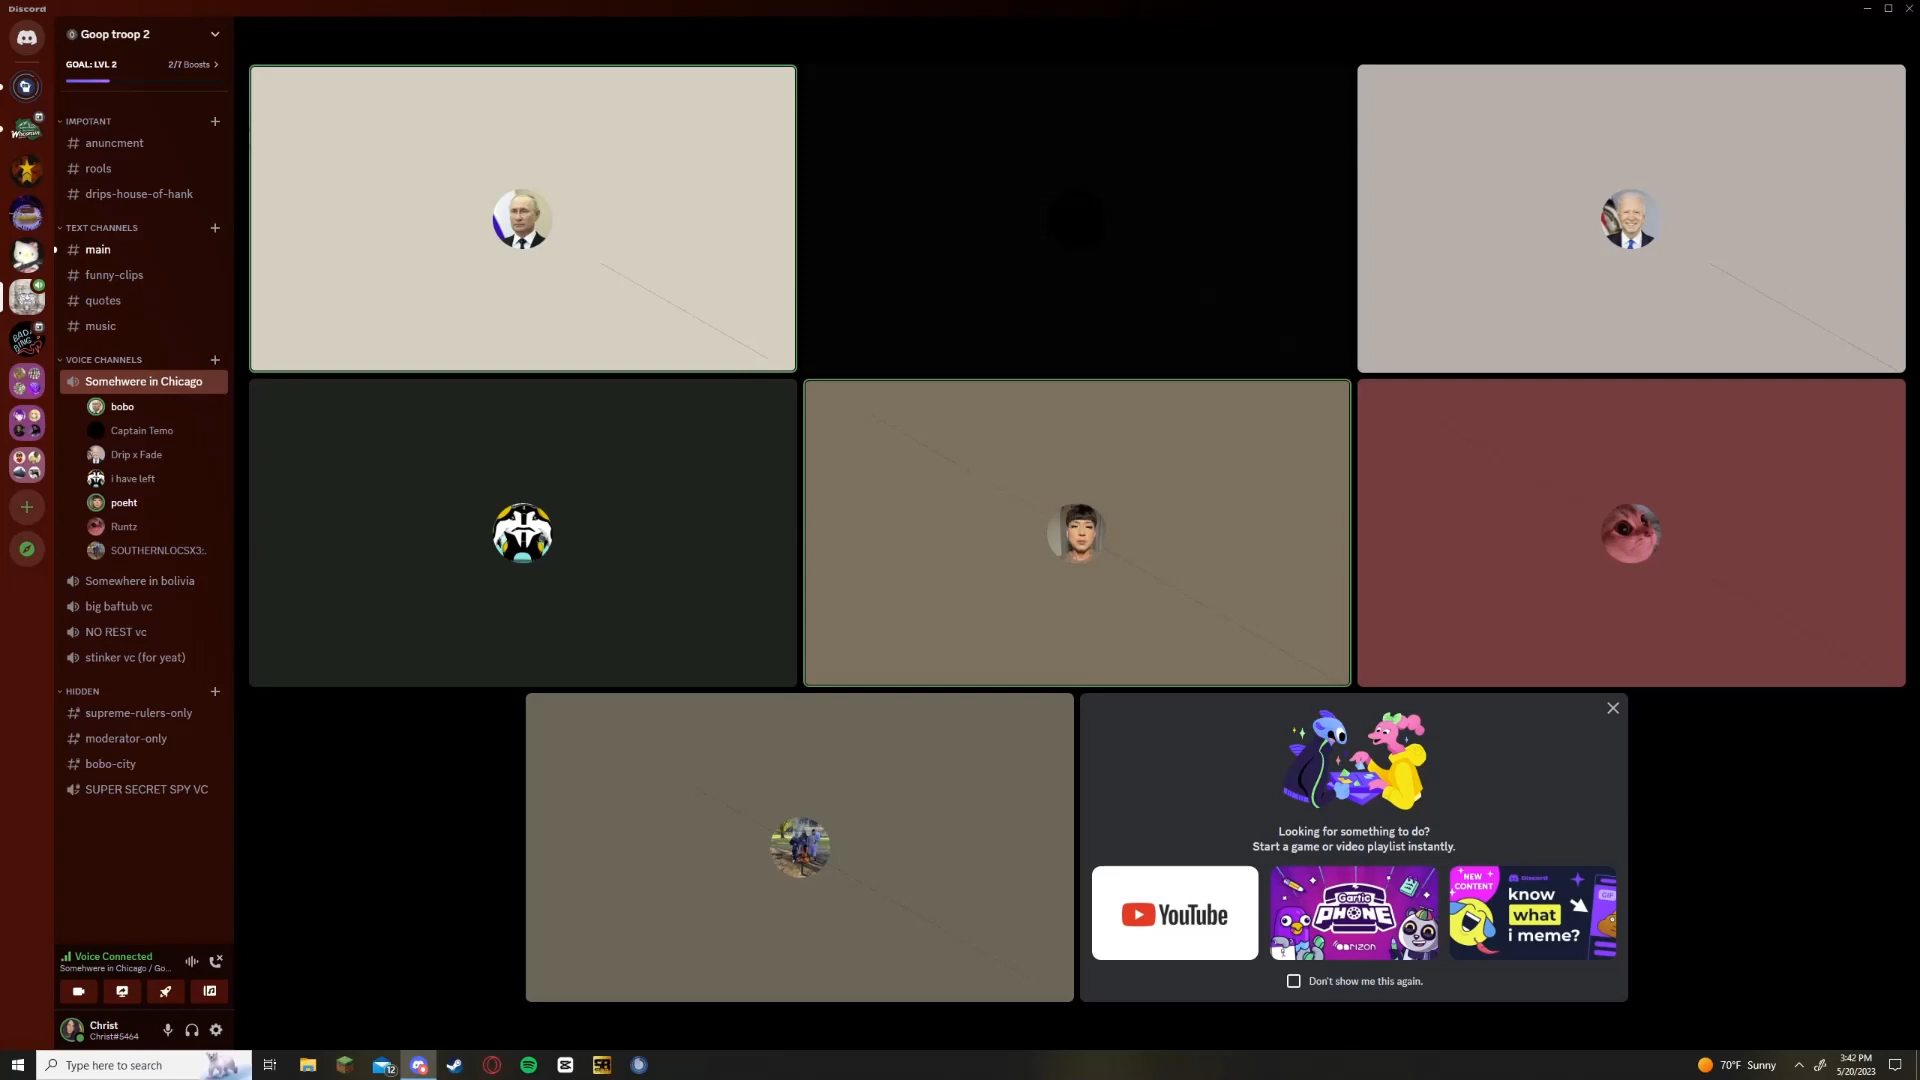 Discord
Goop troop 2
GOAL: LVL 2
2/7 Boosts
IMPOTANT
anuncment
rools
drips-house-of-hank
TEXT CHANNELS
main
funny-clips
quotes
music
VOICE CHANNELS
Somehwere in Chicago
bobo
Captain Temo
Drip x Fade
i have left
poeht
Runtz
SOUTHERNLOCSX3:.
Somewhere in bolivia
big baftub vc
NO REST vc
stinker vc (for yeat)
HIDDEN
supreme-rulers-only
moderator-only
bobo-city
SUPER SECRET SPY VC
Looking for something to do?
Start a game or video playlist instantly.
YouTube
Gartic
PHONE
NEW
CONTENT
Discord
know
what
i meme?
Don't show me this again.
Voice Connected
Somehwere in Chicago / Go...
Christ
Christ#5464
Type here to search
12
70°F Sunny
3:42 PM
5/20/2023